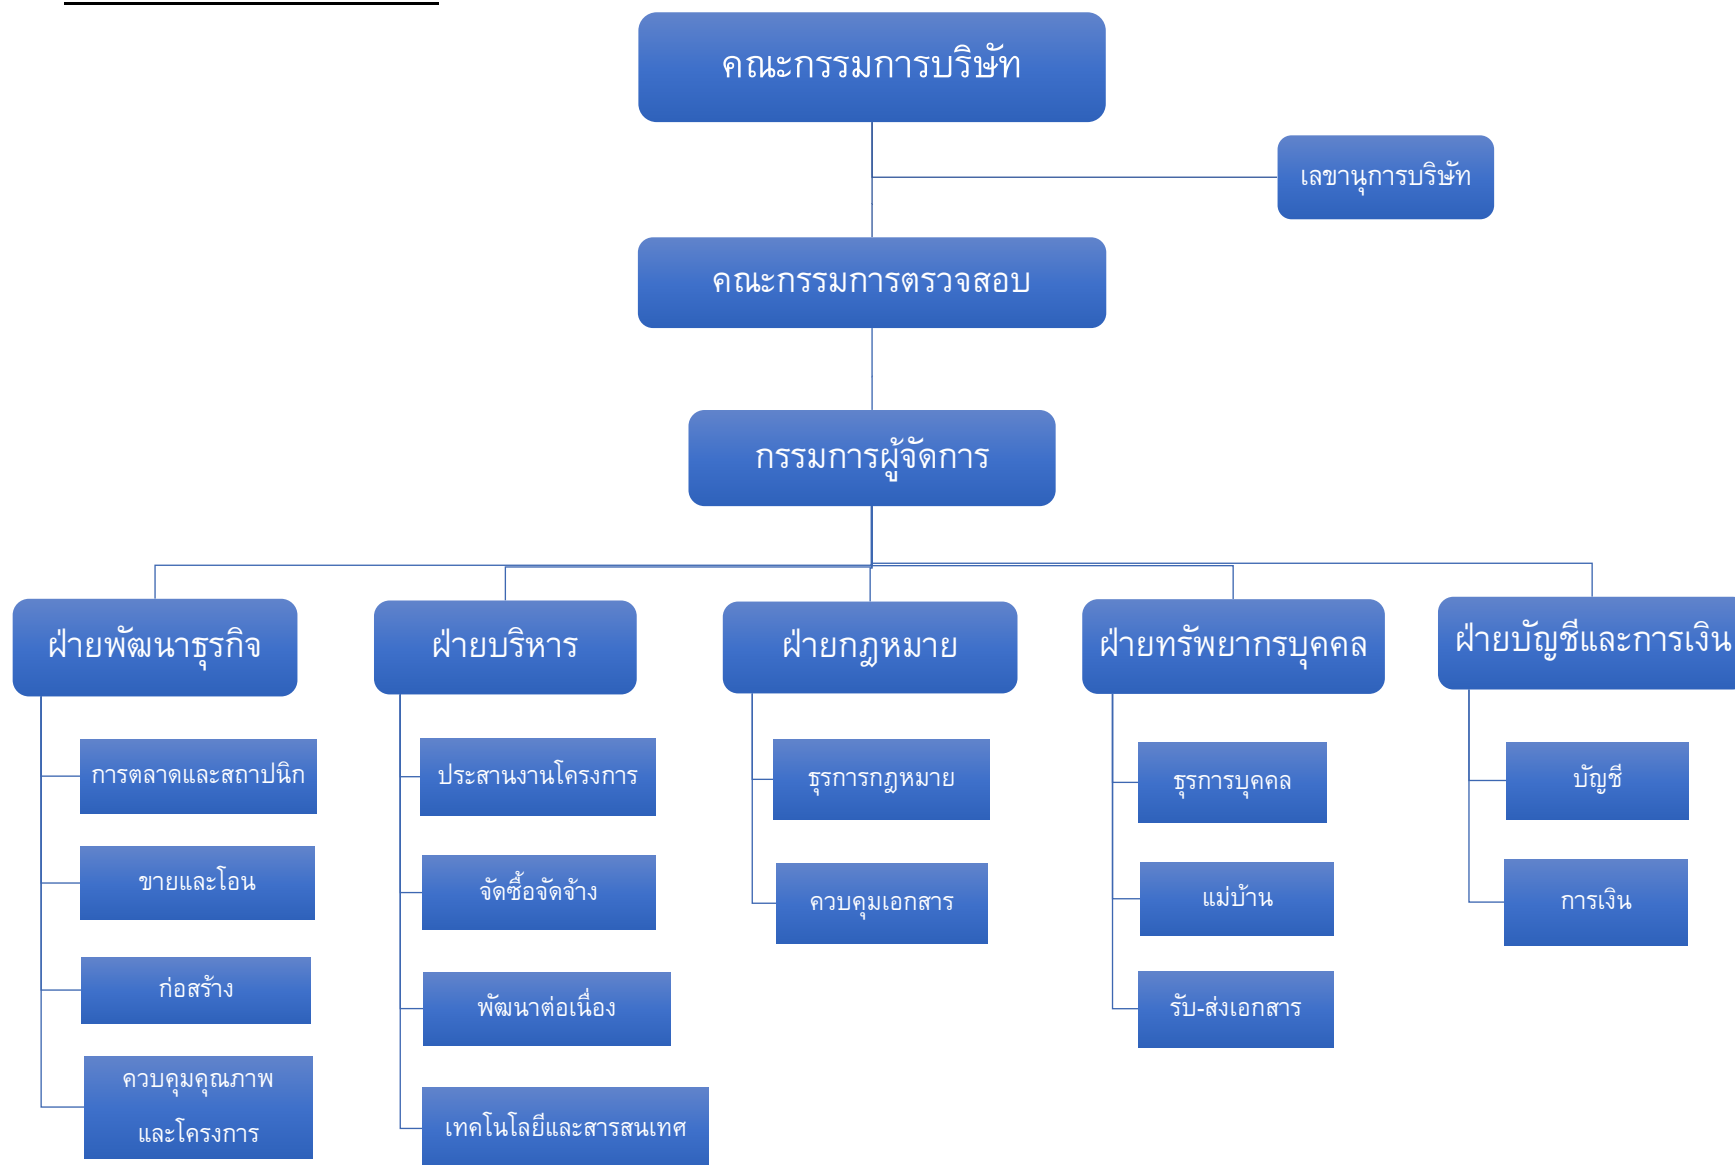 คณะกรรมการบริษัท
เลขานุการบริษัท
คณะกรรมการตรวจสอบ
กรรมการผู้จัดการ
ฝ่ายพัฒนาธุรกิจ
การตลาดและสถาปนิก
ขายและโอน
ก่อสร้าง
ควบคุมคุณภาพ
และโครงการ
ฝ่ายบริหาร
ประสานงานโครงการ
จัดซื้อจัดจ้าง
พัฒนาต่อเนื่อง
เทคโนโลยีและสารสนเทศ
ฝ่ายกฎหมาย
ธุรการกฎหมาย
ควบคุมเอกสาร
ฝ่ายทรัพยากรบุคคล
ธุรการบุคคล
แม่บ้าน
รับ-ส่งเอกสาร
ฝ่ายบัญชีและการเงิน
บัญชี
การเงิน